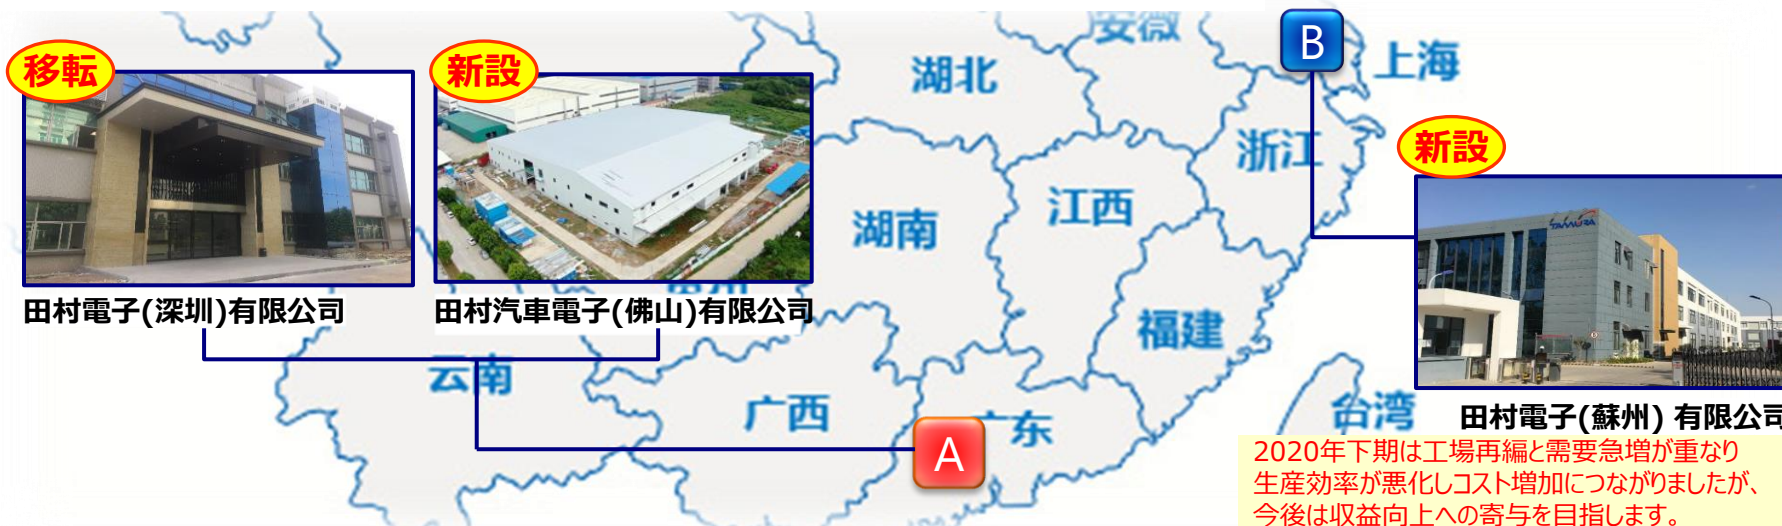 移転
新設
田村電子(深圳)有限公司
田村汽車電子(佛山)有限公司
安徽
B
上海
湖北
浙江
新設
TAMURA
湖南
江西
福建
云南
广西
广东
台湾
A
田村電子(蘇州) 有限公司
2020年下期は工場再編と需要急増が重なり
生産効率が悪化しコスト増加につながりましたが、
今後は収益向上への寄与を目指します。